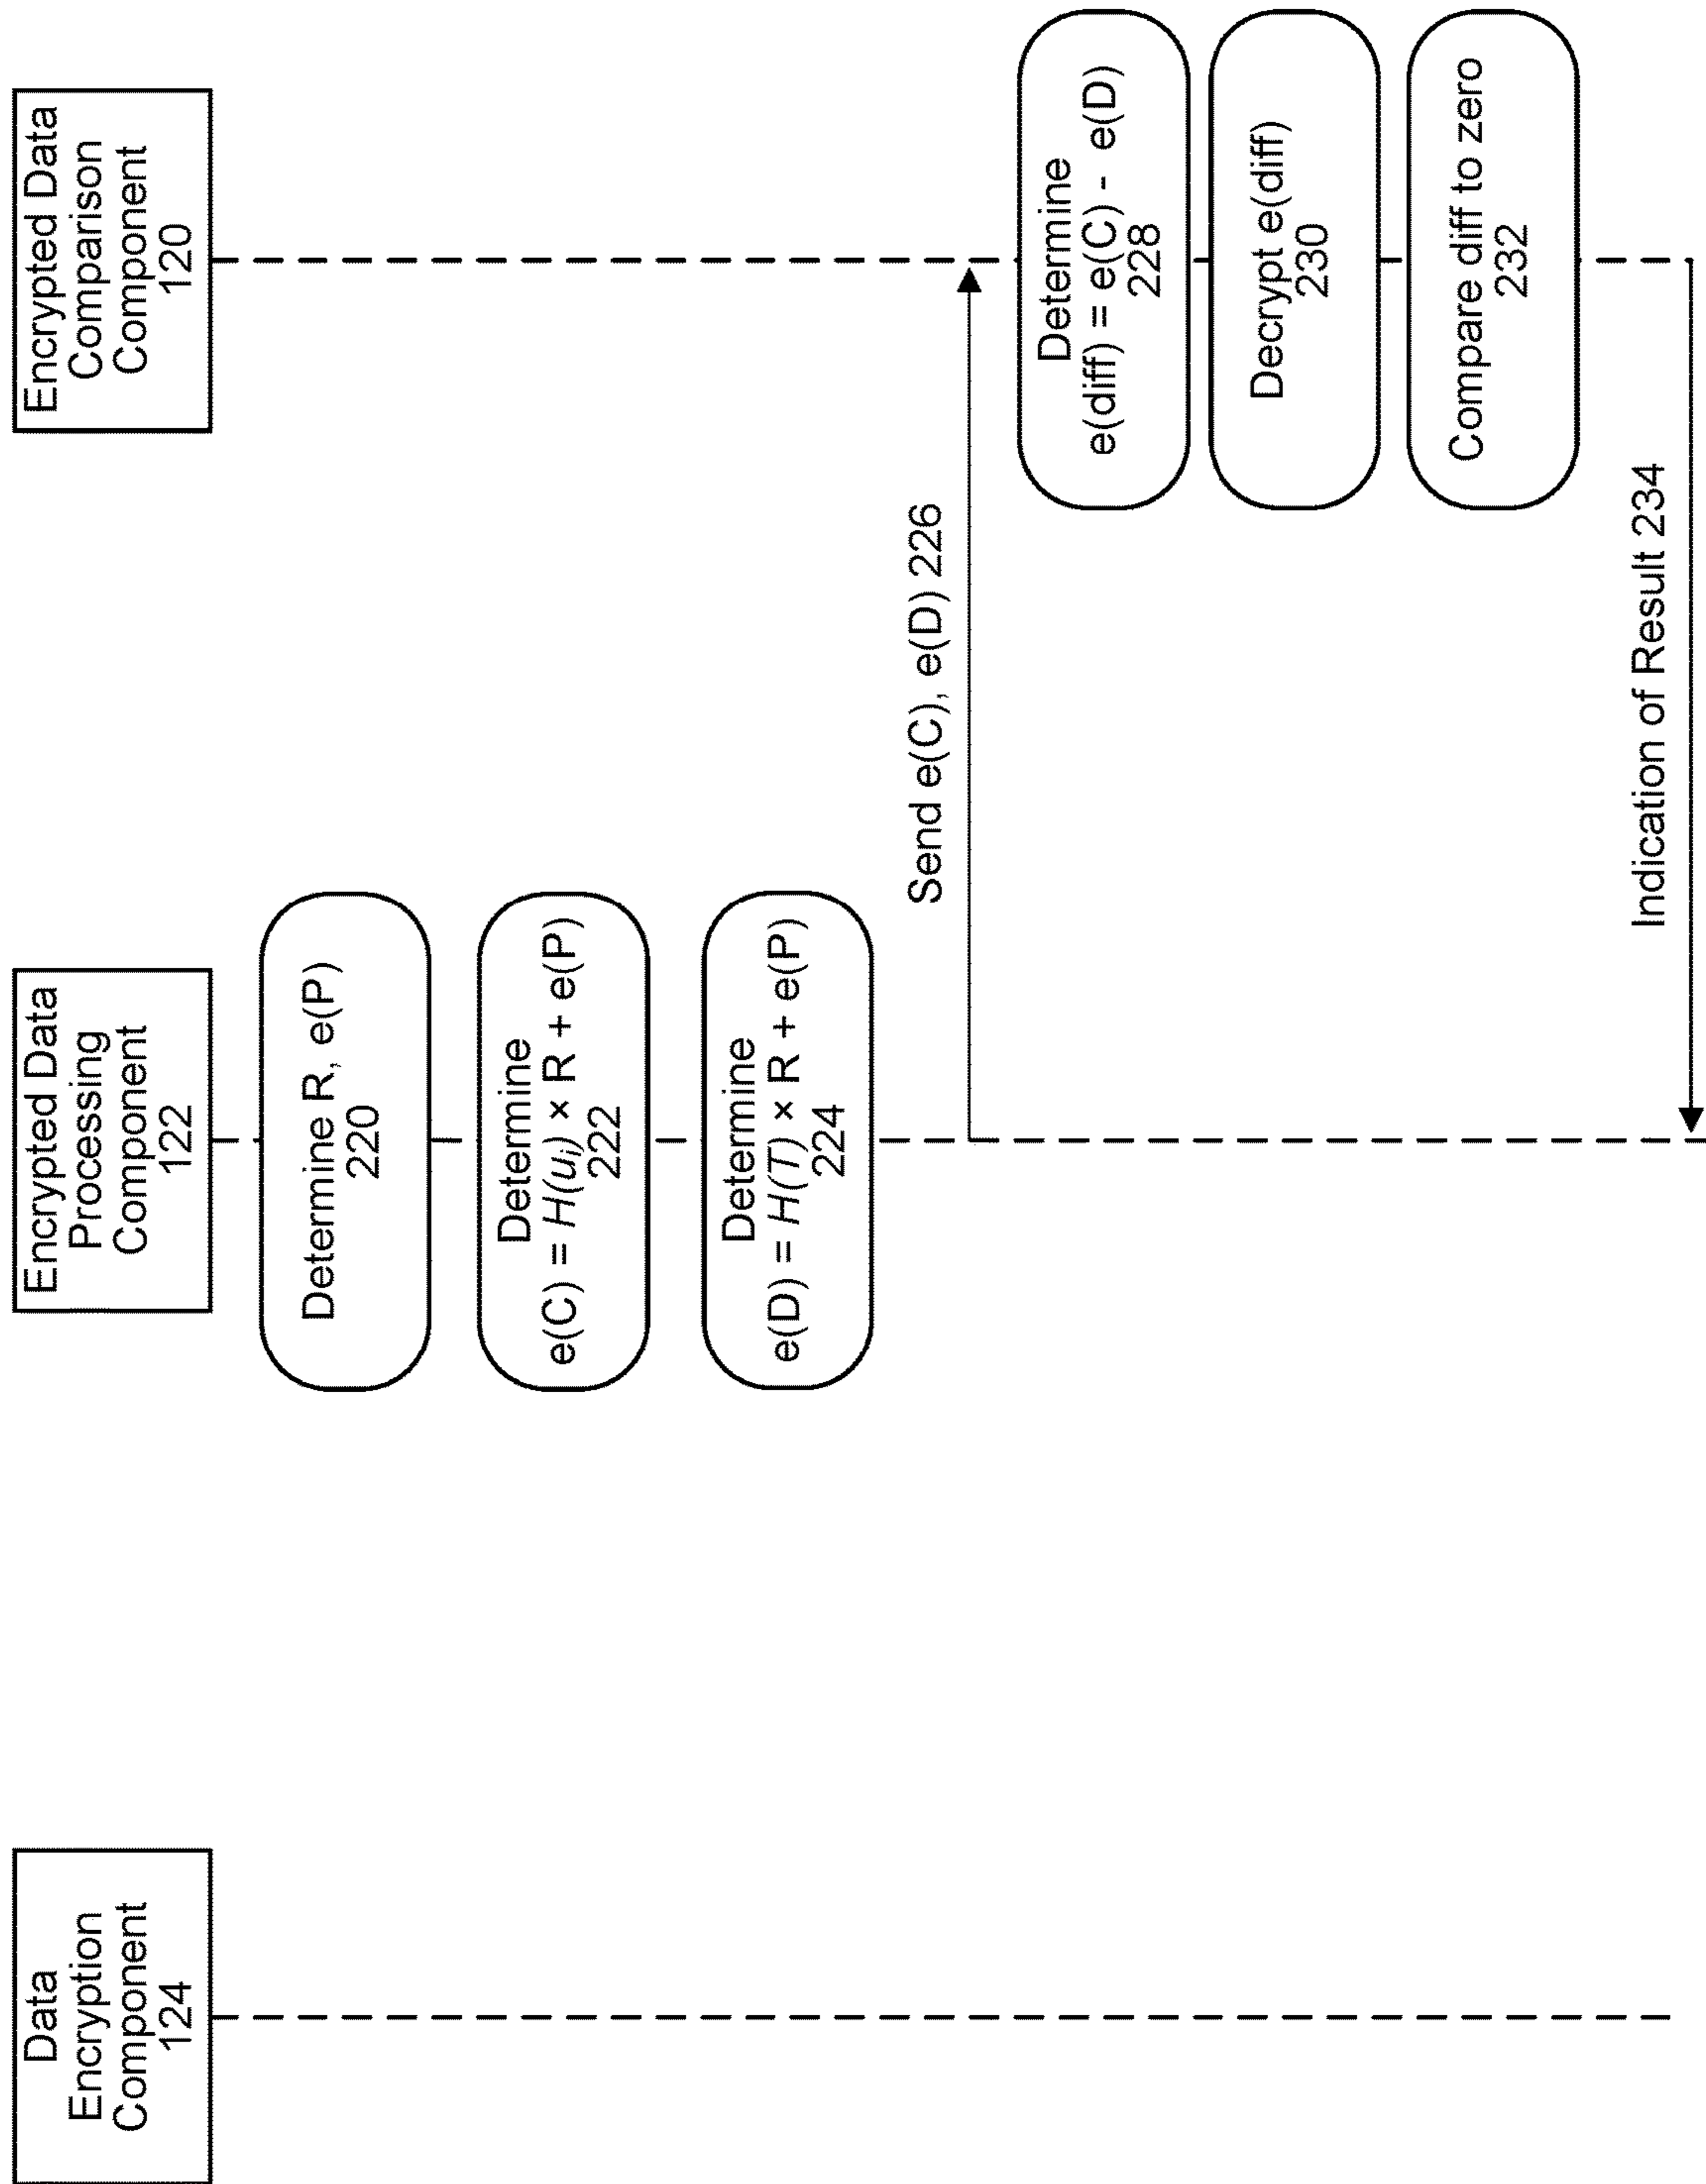 Data
Encryption
Component
124
Encrypted Data
Processing
Component
122
Encrypted Data
Comparison
Component
120
Determine R, e(P)
220
Determine
e(C) = H(uᵢ) × R + e(P)
222
Determine
e(D) = H(T) × R + e(P)
224
Send e(C), e(D) 226
Determine
e(diff) = e(C) - e(D)
228
Decrypt e(diff)
230
Compare diff to zero
232
Indication of Result 234